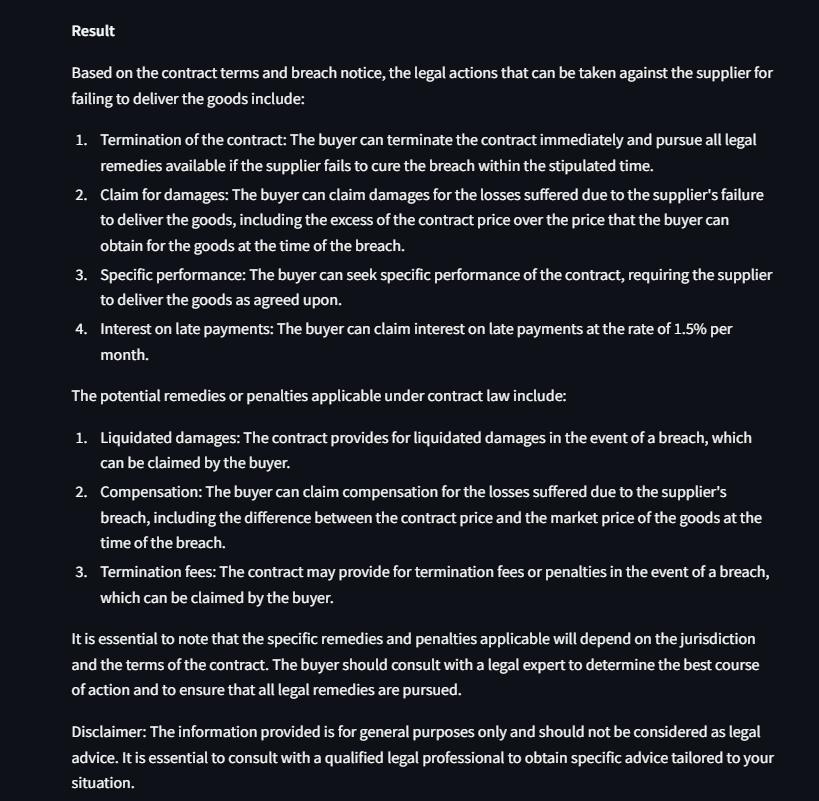 Result
Based on the contract terms and breach notice, the legal actions that can be taken against the supplier for
failing to deliver the goods include:
1. Termination of the contract: The buyer can terminate the contract immediately and pursue all legal
remedies available if the supplier fails to cure the breach within the stipulated time.
2. Claim for damages: The buyer can claim damages for the losses suffered due to the supplier's failure
to deliver the goods, including the excess of the contract price over the price that the buyer can
obtain for the goods at the time of the breach.
3. Specific performance: The buyer can seek specific performance of the contract, requiring the supplier
to deliver the goods as agreed upon.
4. Interest on late payments: The buyer can claim interest on late payments at the rate of 1.5% per
month.
The potential remedies or penalties applicable under contract law include:
1. Liquidated damages: The contract provides for liquidated damages in the event of a breach, which
can be claimed by the buyer.
2. Compensation: The buyer can claim compensation for the losses suffered due to the supplier's
breach, including the difference between the contract price and the market price of the goods at the
time of the breach.
3. Termination fees: The contract may provide for termination fees or penalties in the event of a breach,
which can be claimed by the buyer.
It is essential to note that the specific remedies and penalties applicable will depend on the jurisdiction
and the terms of the contract. The buyer should consult with a legal expert to determine the best course
of action and to ensure that all legal remedies are pursued.
Disclaimer: The information provided is for general purposes only and should not be considered as legal
advice. It is essential to consult with a qualified legal professional to obtain specific advice tailored to your
situation.